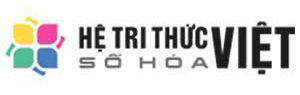 HỆ TRI THỨC VIỆT
SỐ HÓA